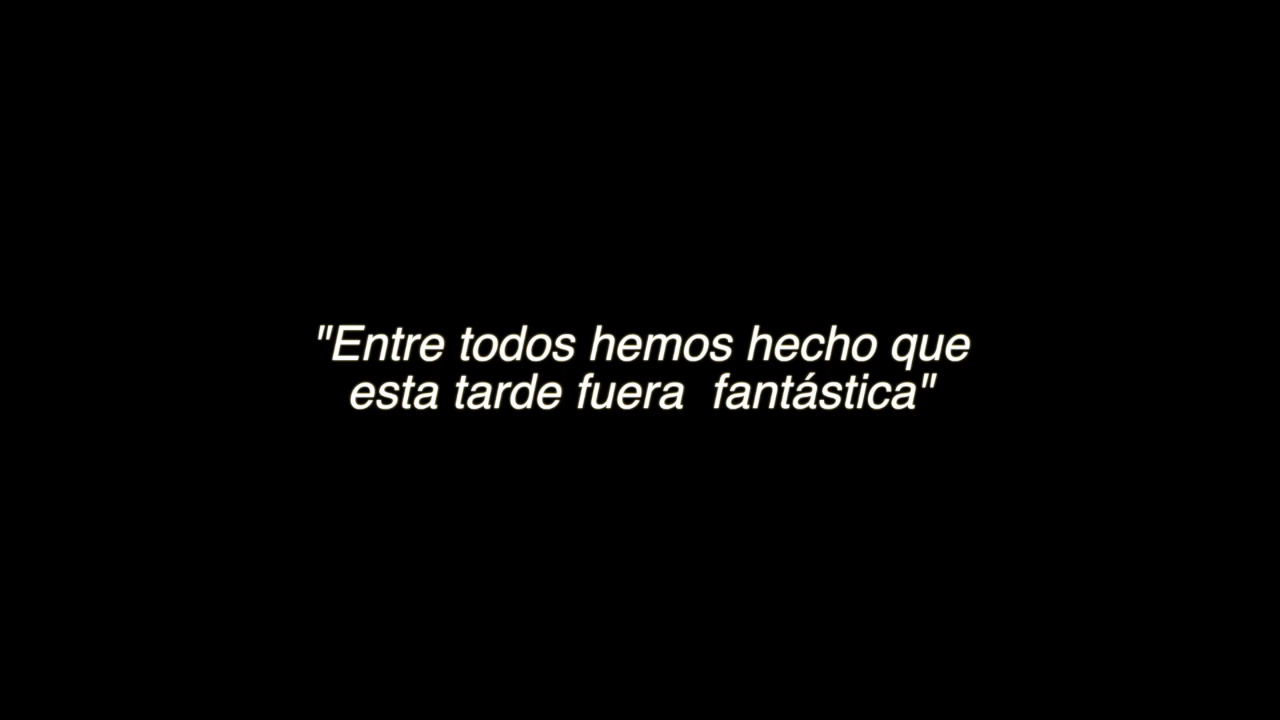 "Entre todos hemos hecho que
esta tarde fuera  fantástica"